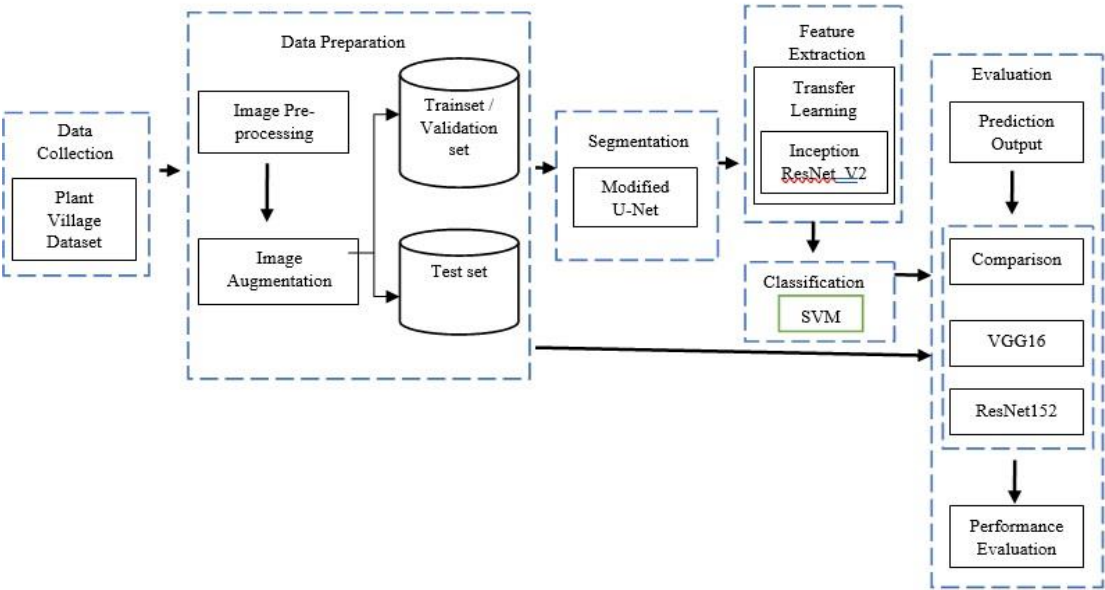 Data
Collection
Plant
Village
Dataset
Data Preparation
Image Pre-
processing
Image
Augmentation
Trainset /
Validation
set
Test set
Segmentation
Modified
U-Net
Feature
Extraction
Transfer
Learning
Inception
ResNet_V2
Classification
SVM
Evaluation
Prediction
Output
Comparison
VGG16
ResNet152
Performance
Evaluation